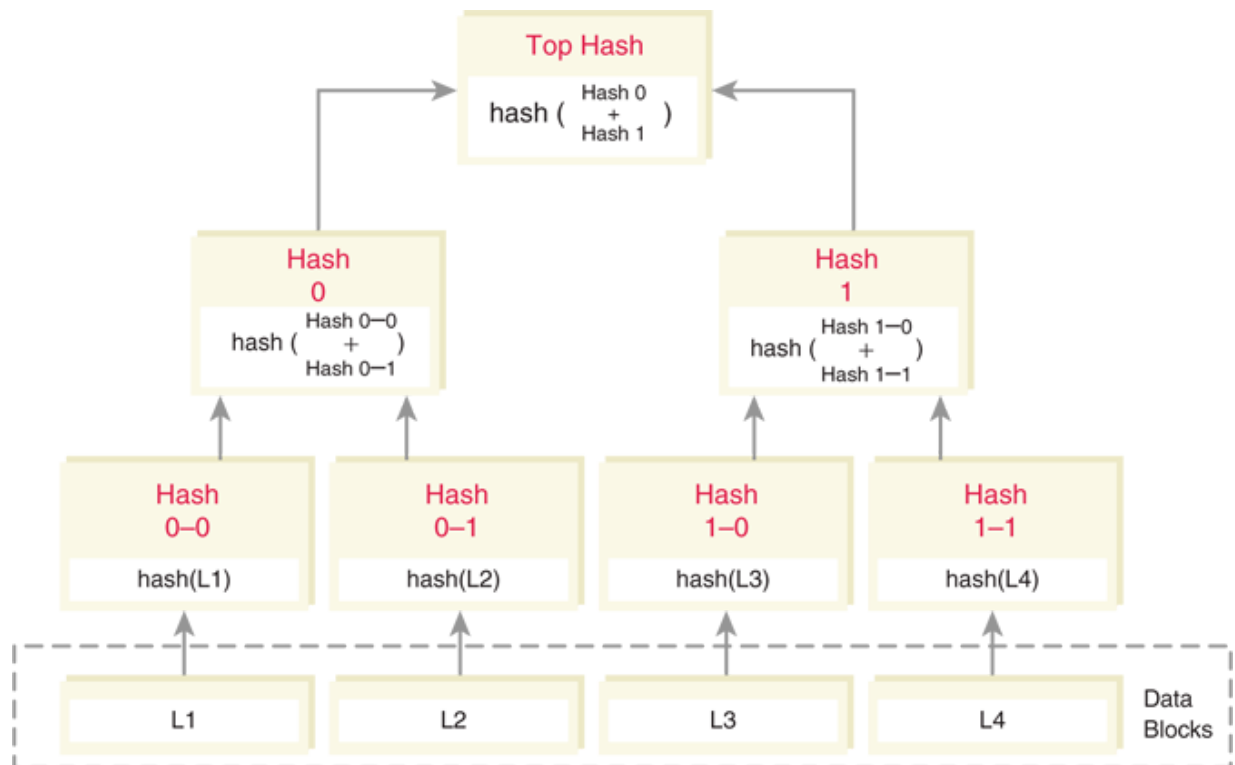 Top Hash
hash ( Hash 0 + Hash 1 )
Hash
0
hash ( Hash 0–0 + Hash 0–1 )
Hash
1
hash ( Hash 1–0 + Hash 1–1 )
Hash
0–0
hash(L1)
Hash
0–1
hash(L2)
Hash
1–0
hash(L3)
Hash
1–1
hash(L4)
L1
L2
L3
L4
Data
Blocks